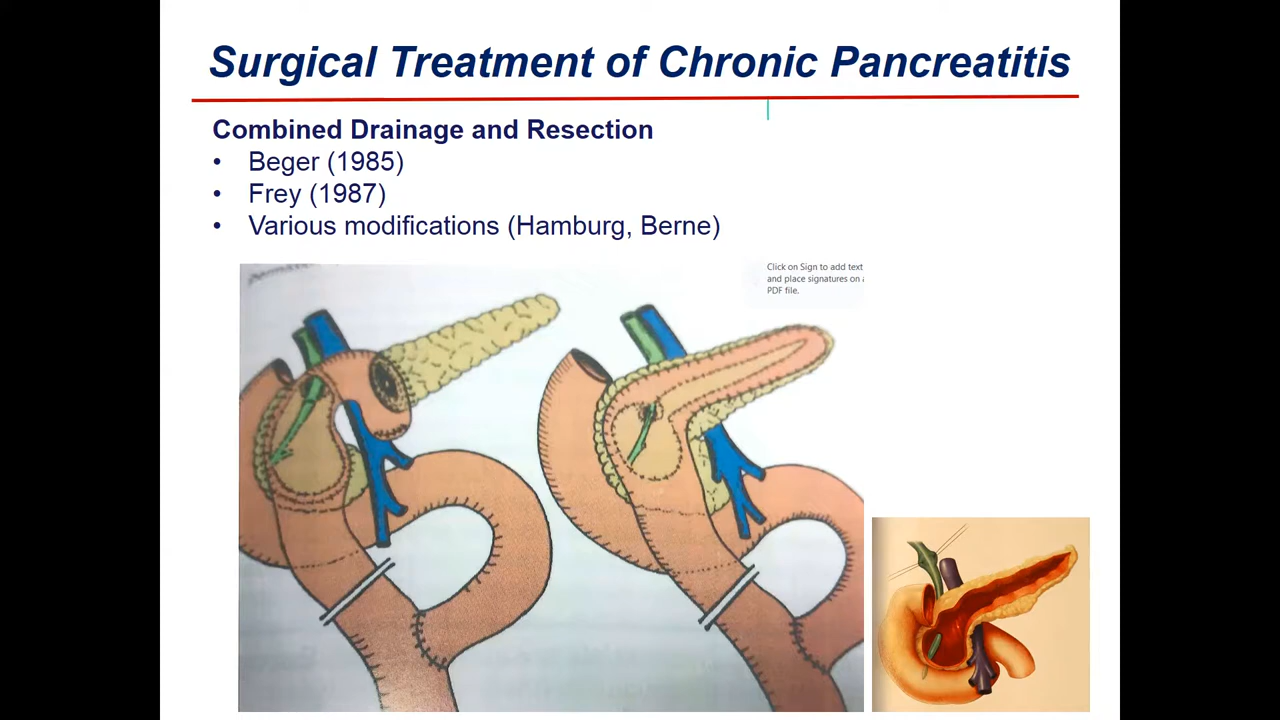 Surgical Treatment of Chronic Pancreatitis
Combined Drainage and Resection
• Beger (1985)
• Frey (1987)
• Various modifications (Hamburg, Berne)
Click on Sign to add text
and place signatures on a
PDF file.